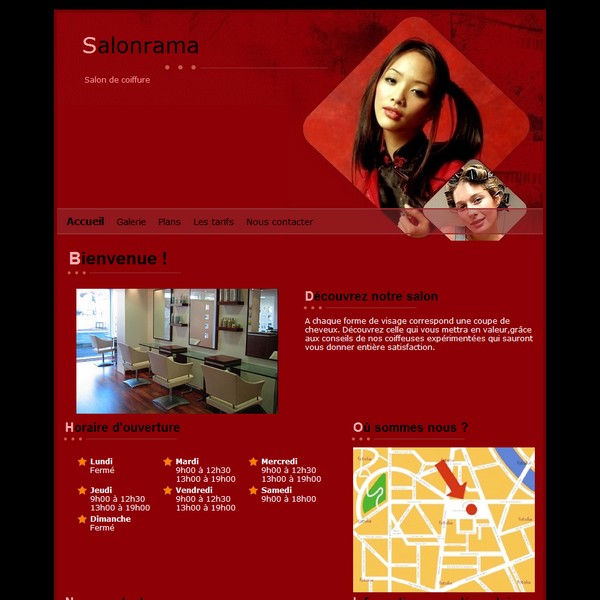 Salonrama
Salon de coiffure
Accueil Galerie Plans Les tarifs Nous contacter
Bienvenue !
Découvrez notre salon
A chaque forme de visage correspond une coupe de
cheveux. Découvrez celle qui vous mettra en valeur,grâce
aux conseils de nos coiffeuses expérimentées qui sauront
vous donner entière satisfaction.
Horaire d'ouverture
Lundi
Fermé
Mardi
9h00 à 12h30
13h00 à 19h00
Mercredi
9h00 à 12h30
13h00 à 19h00
Jeudi
9h00 à 12h30
13h00 à 19h00
Vendredi
9h00 à 12h30
13h00 à 19h00
Samedi
9h00 à 18h00
Dimanche
Fermé
Où sommes nous ?